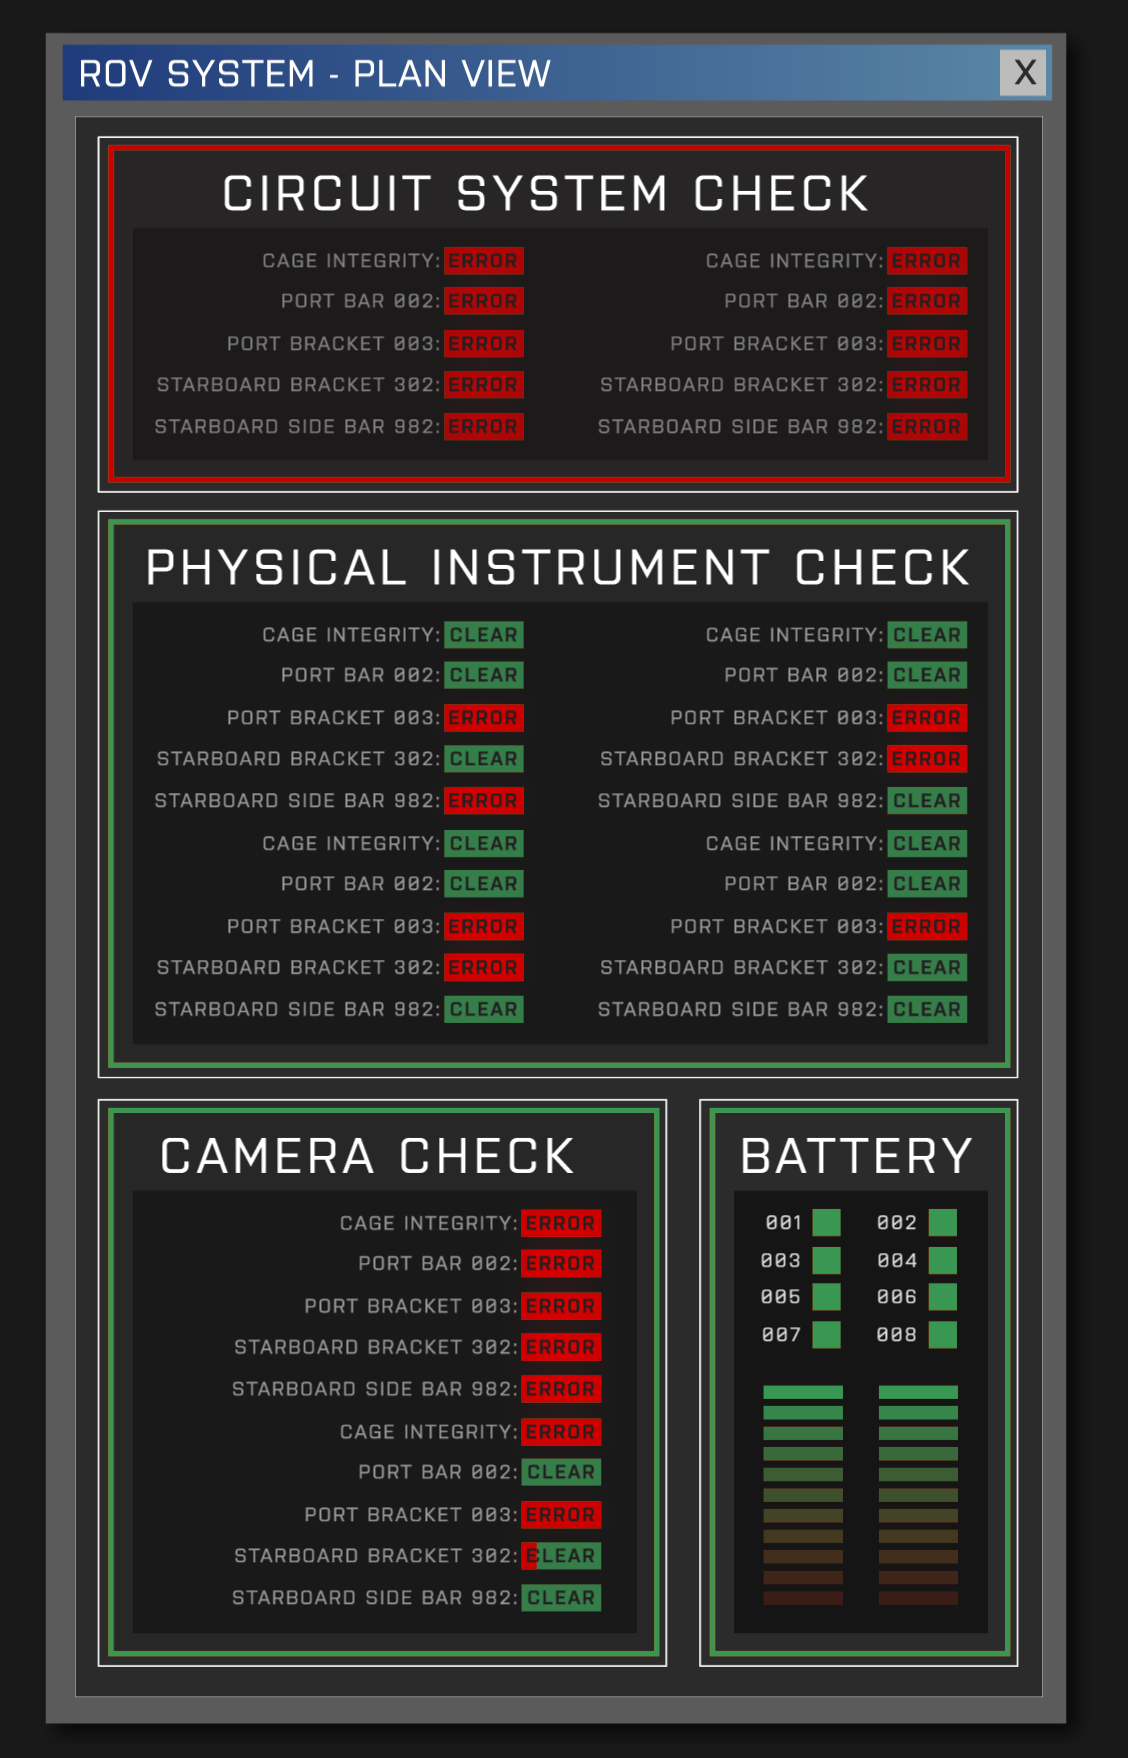 ROV SYSTEM - PLAN VIEW X
CIRCUIT SYSTEM CHECK
CAGE INTEGRITY: ERROR CAGE INTEGRITY: ERROR
PORT BAR 002: ERROR PORT BAR 002: ERROR
PORT BRACKET 003: ERROR PORT BRACKET 003: ERROR
STARBOARD BRACKET 302: ERROR STARBOARD BRACKET 302: ERROR
STARBOARD SIDE BAR 982: ERROR STARBOARD SIDE BAR 982: ERROR
PHYSICAL INSTRUMENT CHECK
CAGE INTEGRITY: CLEAR CAGE INTEGRITY: CLEAR
PORT BAR 002: CLEAR PORT BAR 002: CLEAR
PORT BRACKET 003: ERROR PORT BRACKET 003: ERROR
STARBOARD BRACKET 302: CLEAR STARBOARD BRACKET 302: ERROR
STARBOARD SIDE BAR 982: ERROR STARBOARD SIDE BAR 982: CLEAR
CAGE INTEGRITY: CLEAR CAGE INTEGRITY: CLEAR
PORT BAR 002: CLEAR PORT BAR 002: CLEAR
PORT BRACKET 003: ERROR PORT BRACKET 003: ERROR
STARBOARD BRACKET 302: ERROR STARBOARD BRACKET 302: CLEAR
STARBOARD SIDE BAR 982: CLEAR STARBOARD SIDE BAR 982: CLEAR
CAMERA CHECK
CAGE INTEGRITY: ERROR
PORT BAR 002: ERROR
PORT BRACKET 003: ERROR
STARBOARD BRACKET 302: ERROR
STARBOARD SIDE BAR 982: ERROR
CAGE INTEGRITY: ERROR
PORT BAR 002: CLEAR
PORT BRACKET 003: ERROR
STARBOARD BRACKET 302: ELEAR
STARBOARD SIDE BAR 982: CLEAR
BATTERY
001 002
003 004
005 006
007 008